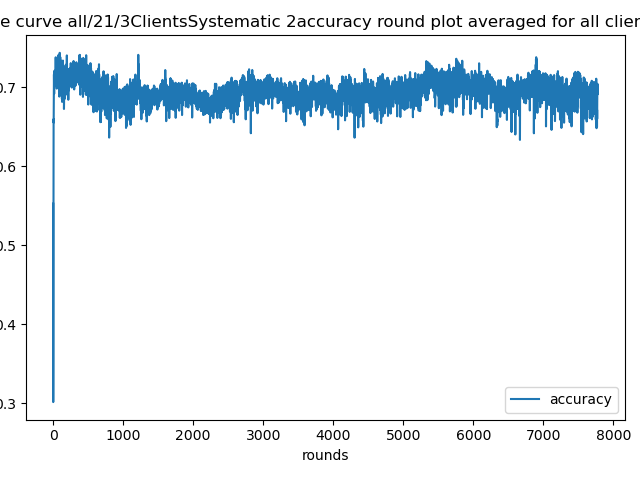 e curve all/21/3ClientsSystematic 2accuracy round plot averaged for all clien
0.7
0.6
0.5
0.4
0.3
accuracy
0 1000 2000 3000 4000 5000 6000 7000 8000
rounds